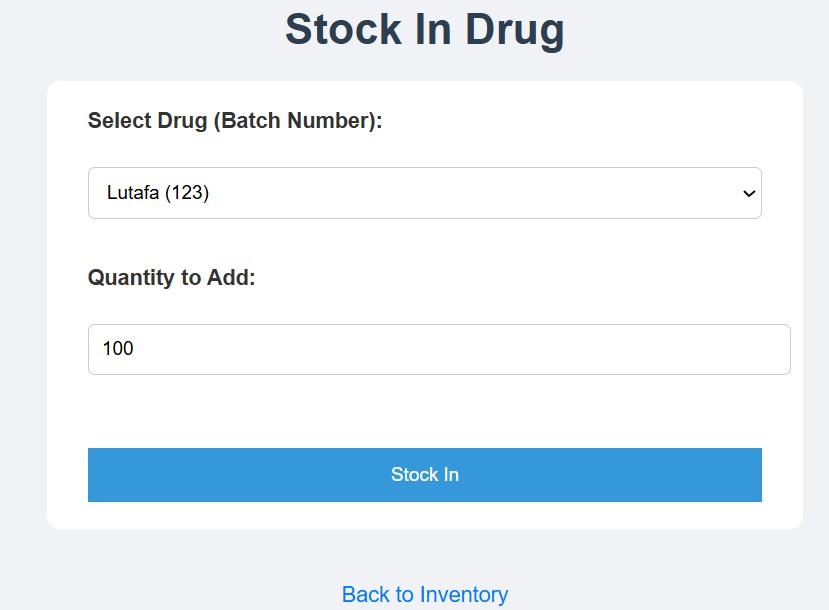 Stock In Drug
Select Drug (Batch Number):
Lutafa (123)
Quantity to Add:
100
Stock In
Back to Inventory